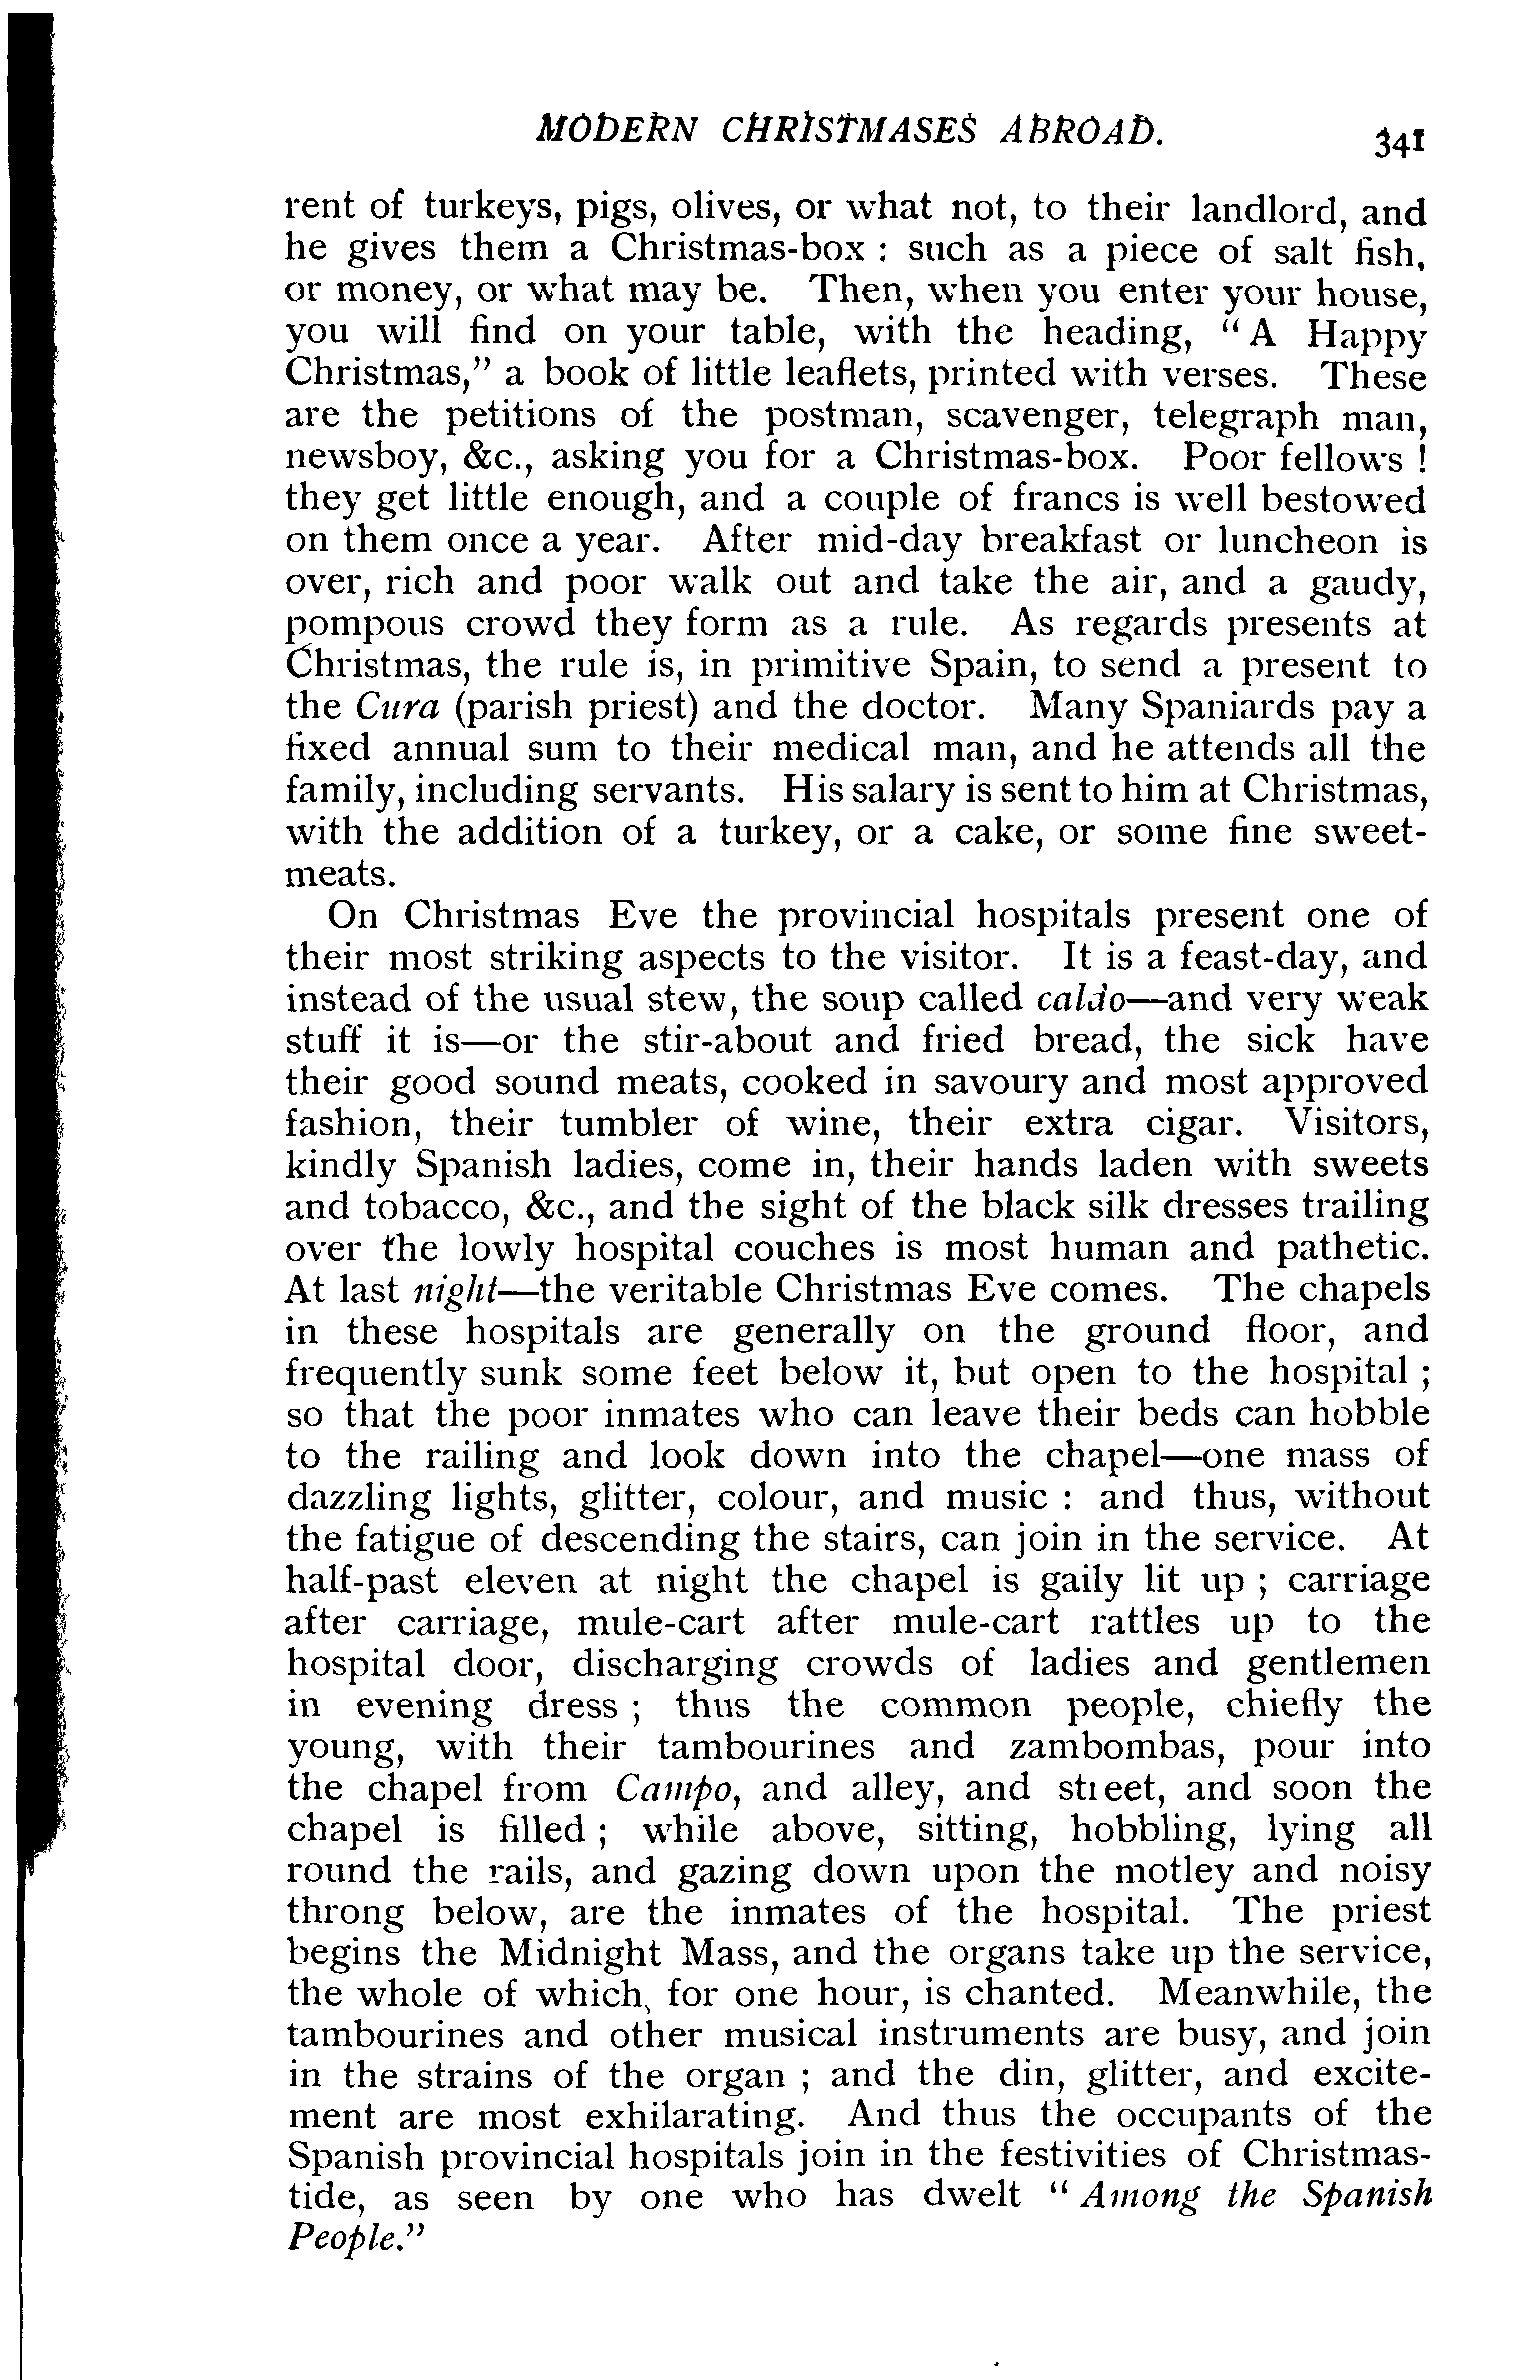 MODERN CHRISTMASES ABROAD. 341
rent of turkeys, pigs, olives, or what not, to their landlord, and
he gives them a Christmas-box : such as a piece of salt fish,
or money, or what may be. Then, when you enter your house,
you will find on your table, with the heading, “ A Happy
Christmas,” a book of little leaflets, printed with verses. These
are the petitions of the postman, scavenger, telegraph man,
newsboy, &c., asking you for a Christmas-box. Poor fellows !
they get little enough, and a couple of francs is well bestowed
on them once a year. After mid-day breakfast or luncheon is
over, rich and poor walk out and take the air, and a gaudy,
pompous crowd they form as a rule. As regards presents at
Christmas, the rule is, in primitive Spain, to send a present to
the Cura (parish priest) and the doctor. Many Spaniards pay a
fixed annual sum to their medical man, and he attends all the
family, including servants. His salary is sent to him at Christmas,
with the addition of a turkey, or a cake, or some fine sweet-
meats.
On Christmas Eve the provincial hospitals present one of
their most striking aspects to the visitor. It is a feast-day, and
instead of the usual stew, the soup called caldo—and very weak
stuff it is—or the stir-about and fried bread, the sick have
their good sound meats, cooked in savoury and most approved
fashion, their tumbler of wine, their extra cigar. Visitors,
kindly Spanish ladies, come in, their hands laden with sweets
and tobacco, &c., and the sight of the black silk dresses trailing
over the lowly hospital couches is most human and pathetic.
At last night—the veritable Christmas Eve comes. The chapels
in these hospitals are generally on the ground floor, and
frequently sunk some feet below it, but open to the hospital ;
so that the poor inmates who can leave their beds can hobble
to the railing and look down into the chapel—one mass of
dazzling lights, glitter, colour, and music : and thus, without
the fatigue of descending the stairs, can join in the service. At
half-past eleven at night the chapel is gaily lit up ; carriage
after carriage, mule-cart after mule-cart rattles up to the
hospital door, discharging crowds of ladies and gentlemen
in evening dress ; thus the common people, chiefly the
young, with their tambourines and zambombas, pour into
the chapel from Campo, and alley, and street, and soon the
chapel is filled ; while above, sitting, hobbling, lying all
round the rails, and gazing down upon the motley and noisy
throng below, are the inmates of the hospital. The priest
begins the Midnight Mass, and the organs take up the service,
the whole of which, for one hour, is chanted. Meanwhile, the
tambourines and other musical instruments are busy, and join
in the strains of the organ ; and the din, glitter, and excite-
ment are most exhilarating. And thus the occupants of the
Spanish provincial hospitals join in the festivities of Christmas-
tide, as seen by one who has dwelt “ Among the Spanish
People.”